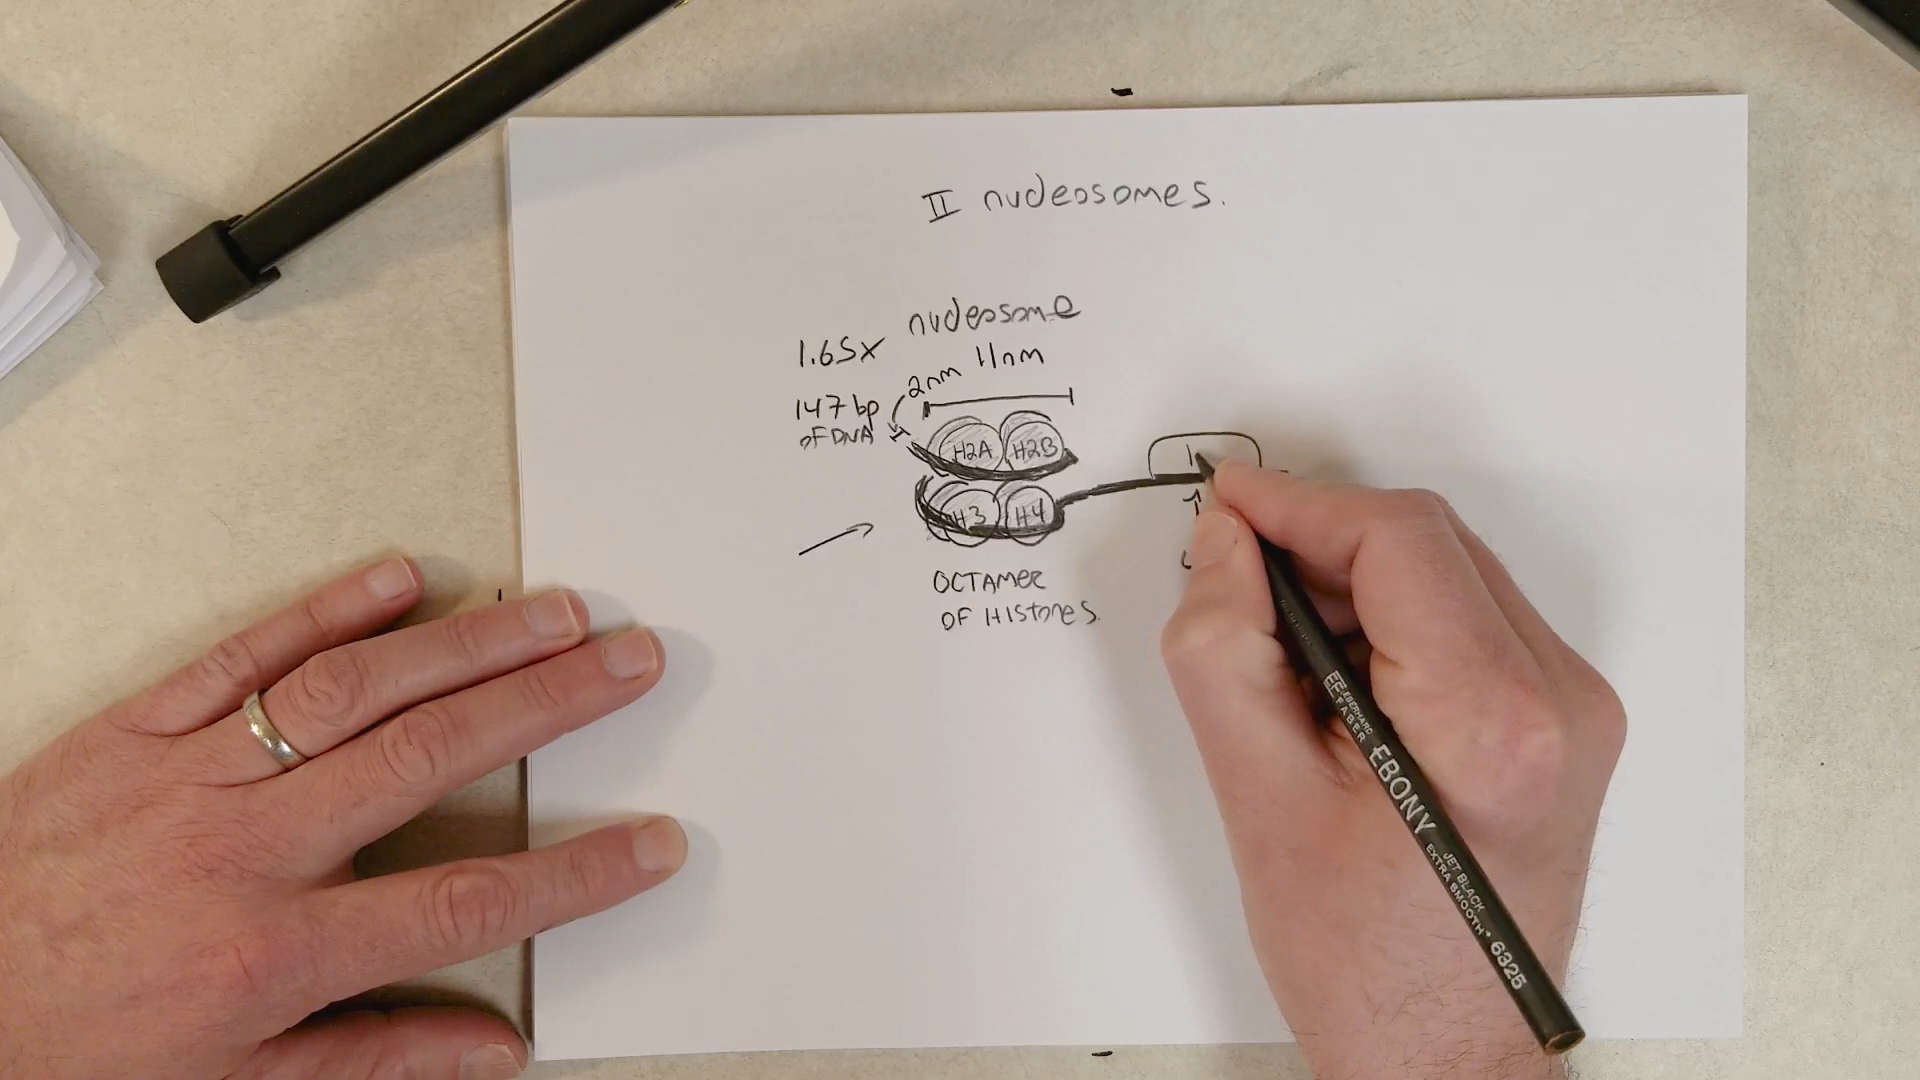 II nucleosomes.
nucleosome
1.65x
11nm
2nm
147 bp
of DNA
H2A H2B
H3 H4
OCTAMER
OF HISTONES.
EBERHARD
FABER
EBONY
JET BLACK
EXTRA SMOOTH
6325